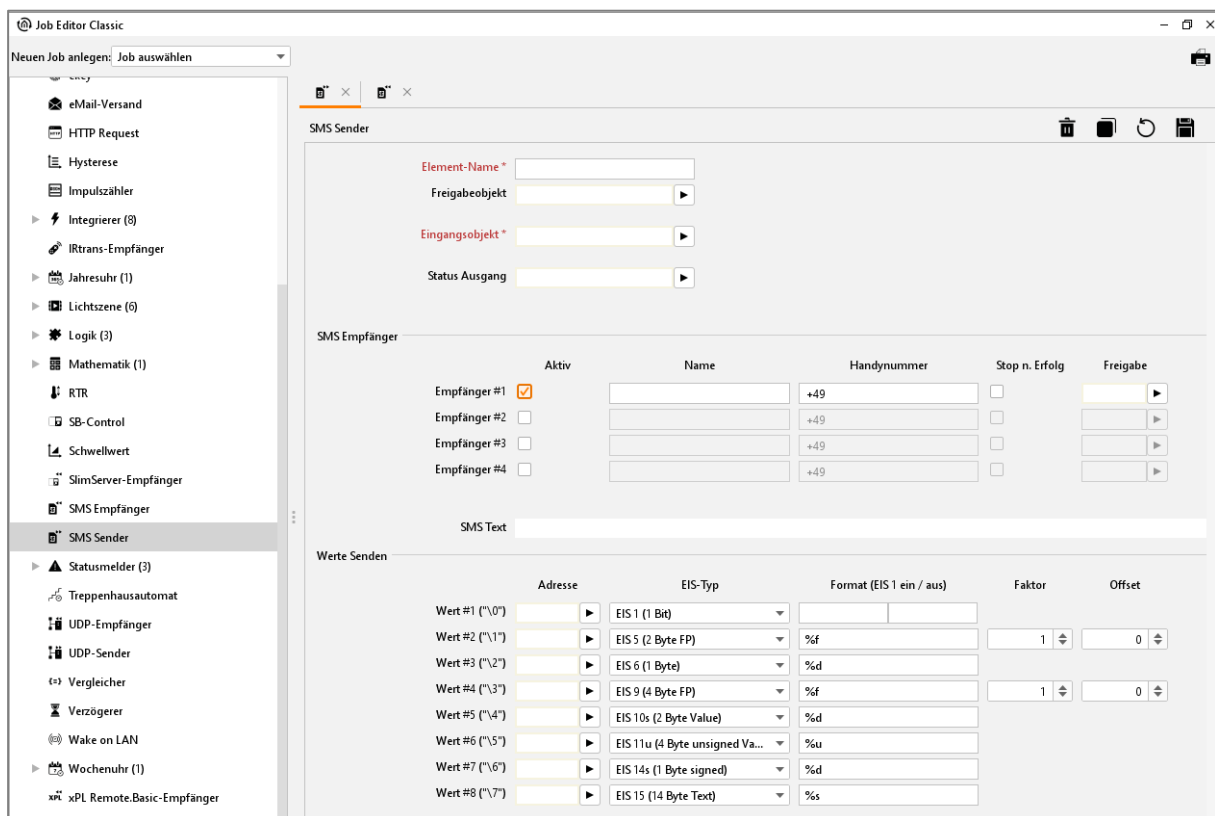 Job Editor Classic
Neuen Job anlegen: Job auswählen
eMail-Versand
HTTP Request
Hysterese
Impulszähler
Integrierer (8)
IRtrans-Empfänger
Jahresuhr (1)
Lichtszene (6)
Logik (3)
Mathematik (1)
RTR
SB-Control
Schwellwert
SlimServer-Empfänger
SMS Empfänger
SMS Sender
Statusmelder (3)
Treppenhausautomat
UDP-Empfänger
UDP-Sender
Vergleicher
Verzögerer
Wake on LAN
Wochenuhr (1)
xPL xPL Remote.Basic-Empfänger
SMS Sender
Element-Name *
Freigabeobjekt
Eingangsobjekt *
Status Ausgang
SMS Empfänger
Aktiv Name Handynummer Stop n. Erfolg Freigabe
Empfänger #1 +49
Empfänger #2 +49
Empfänger #3 +49
Empfänger #4 +49
SMS Text
Werte Senden
Adresse EIS-Typ Format (EIS 1 ein / aus) Faktor Offset
Wert #1 ("\0") EIS 1 (1 Bit)
Wert #2 ("\1") EIS 5 (2 Byte FP) %f 1 0
Wert #3 ("\2") EIS 6 (1 Byte) %d
Wert #4 ("\3") EIS 9 (4 Byte FP) %f 1 0
Wert #5 ("\4") EIS 10s (2 Byte Value) %d
Wert #6 ("\5") EIS 11u (4 Byte unsigned Va... %u
Wert #7 ("\6") EIS 14s (1 Byte signed) %d
Wert #8 ("\7") EIS 15 (14 Byte Text) %s